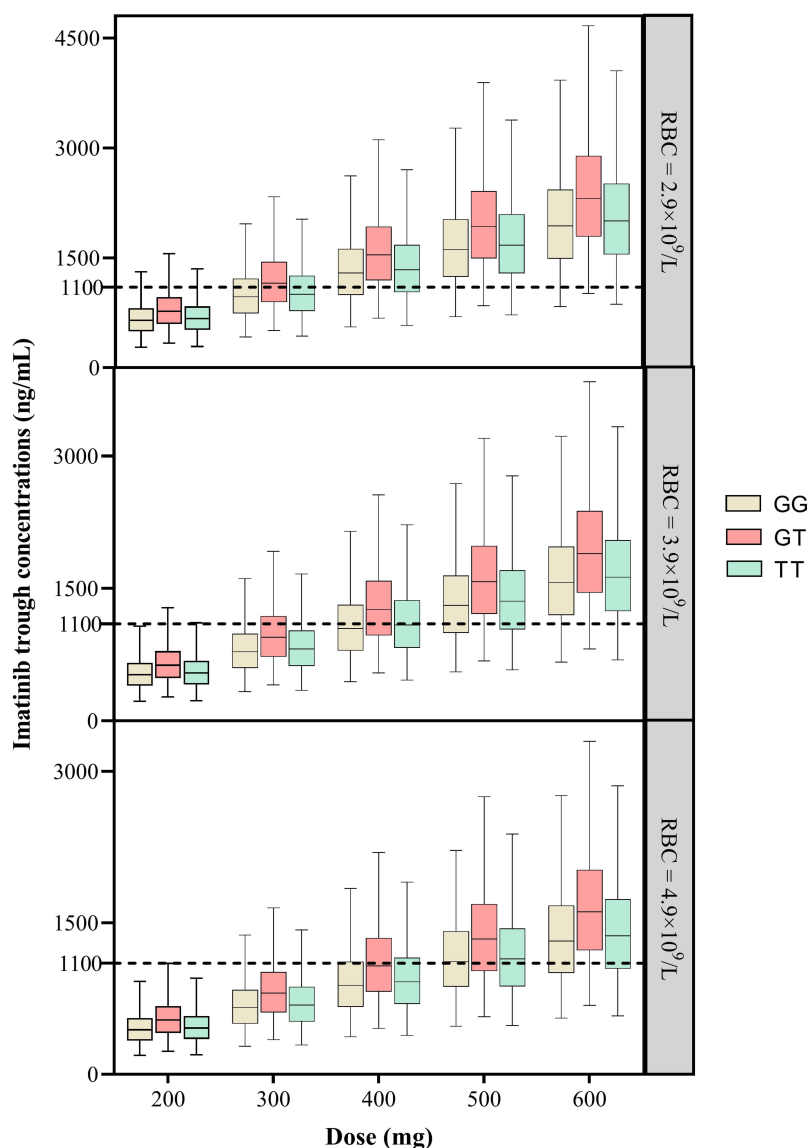 Imatinib trough concentrations (ng/mL)
4500
3000
1500
1100
0
RBC = 2.9×10⁹/L
3000
1500
1100
0
RBC = 3.9×10⁹/L
3000
1500
1100
0
RBC = 4.9×10⁹/L
GG
GT
TT
200 300 400 500 600
Dose (mg)